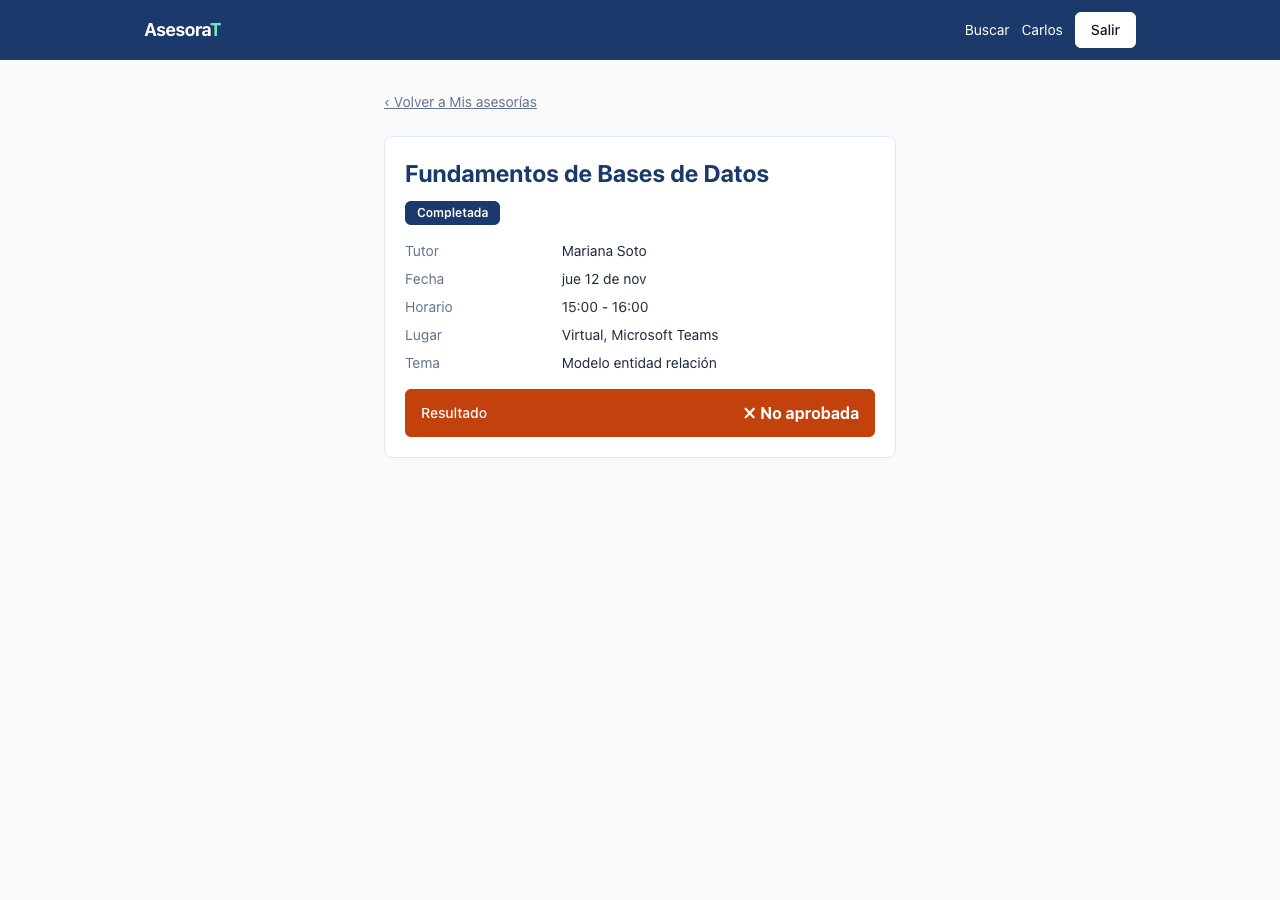 AsesoraT
Buscar Carlos Salir
‹ Volver a Mis asesorías
Fundamentos de Bases de Datos
Completada
Tutor Mariana Soto
Fecha jue 12 de nov
Horario 15:00 - 16:00
Lugar Virtual, Microsoft Teams
Tema Modelo entidad relación
Resultado ✕ No aprobada